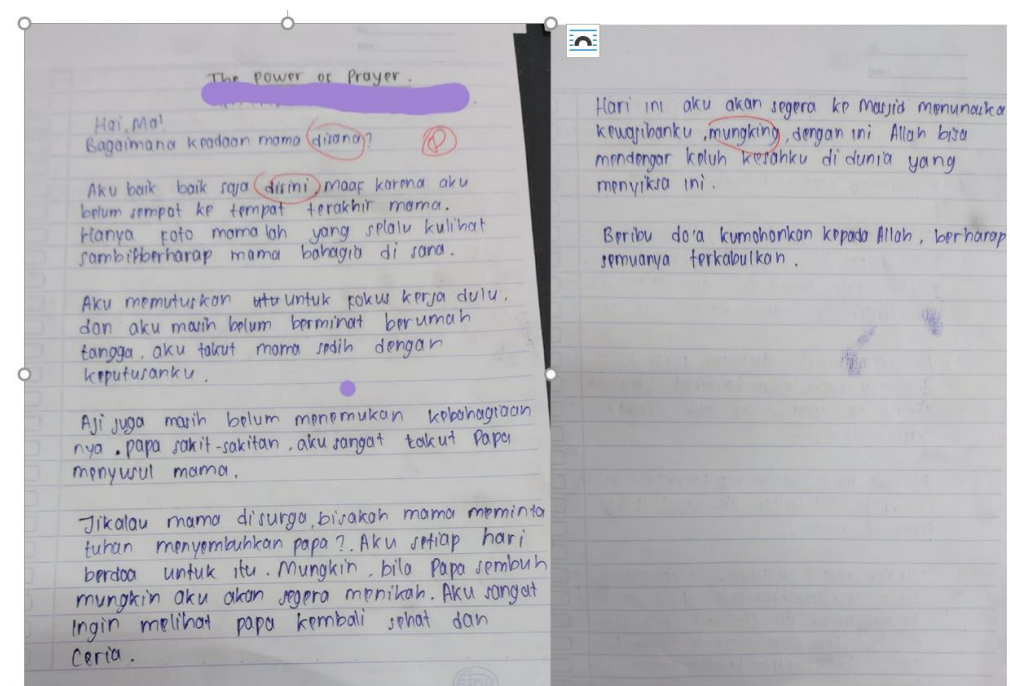 The Power of Prayer.
Hai, Ma!
Bagaimana keadaan mama disana?
Aku baik baik saja disini, maaf karena aku
belum sempat ke tempat terakhir mama.
Hanya foto mama lah yang selalu kulihat
sambil berharap mama bahagia di sana.
Aku memutuskan untuk fokus kerja dulu,
dan aku masih belum berminat berumah
tangga, aku takut mama sedih dengan
keputusanku.
Aji juga masih belum menemukan kebahagiaan
nya. papa sakit-sakitan, aku sangat takut Papa
menyusul mama.
Jikalau mama disurga, bisakah mama meminta
tuhan menyembuhkan papa?. Aku setiap hari
berdoa untuk itu. Mungkin, bila Papa sembuh
mungkin aku akan segera menikah. Aku sangat
ingin melihat papa kembali sehat dan
ceria.
Hari ini aku akan segera ke Masjid menunaika
kewajibanku, mungking, dengan ini Allah bisa
mendengar keluh kesahku di dunia yang
menyiksa ini.
Beribu do'a kumohonkan kepada Allah, berharap
semuanya terkabulkan.